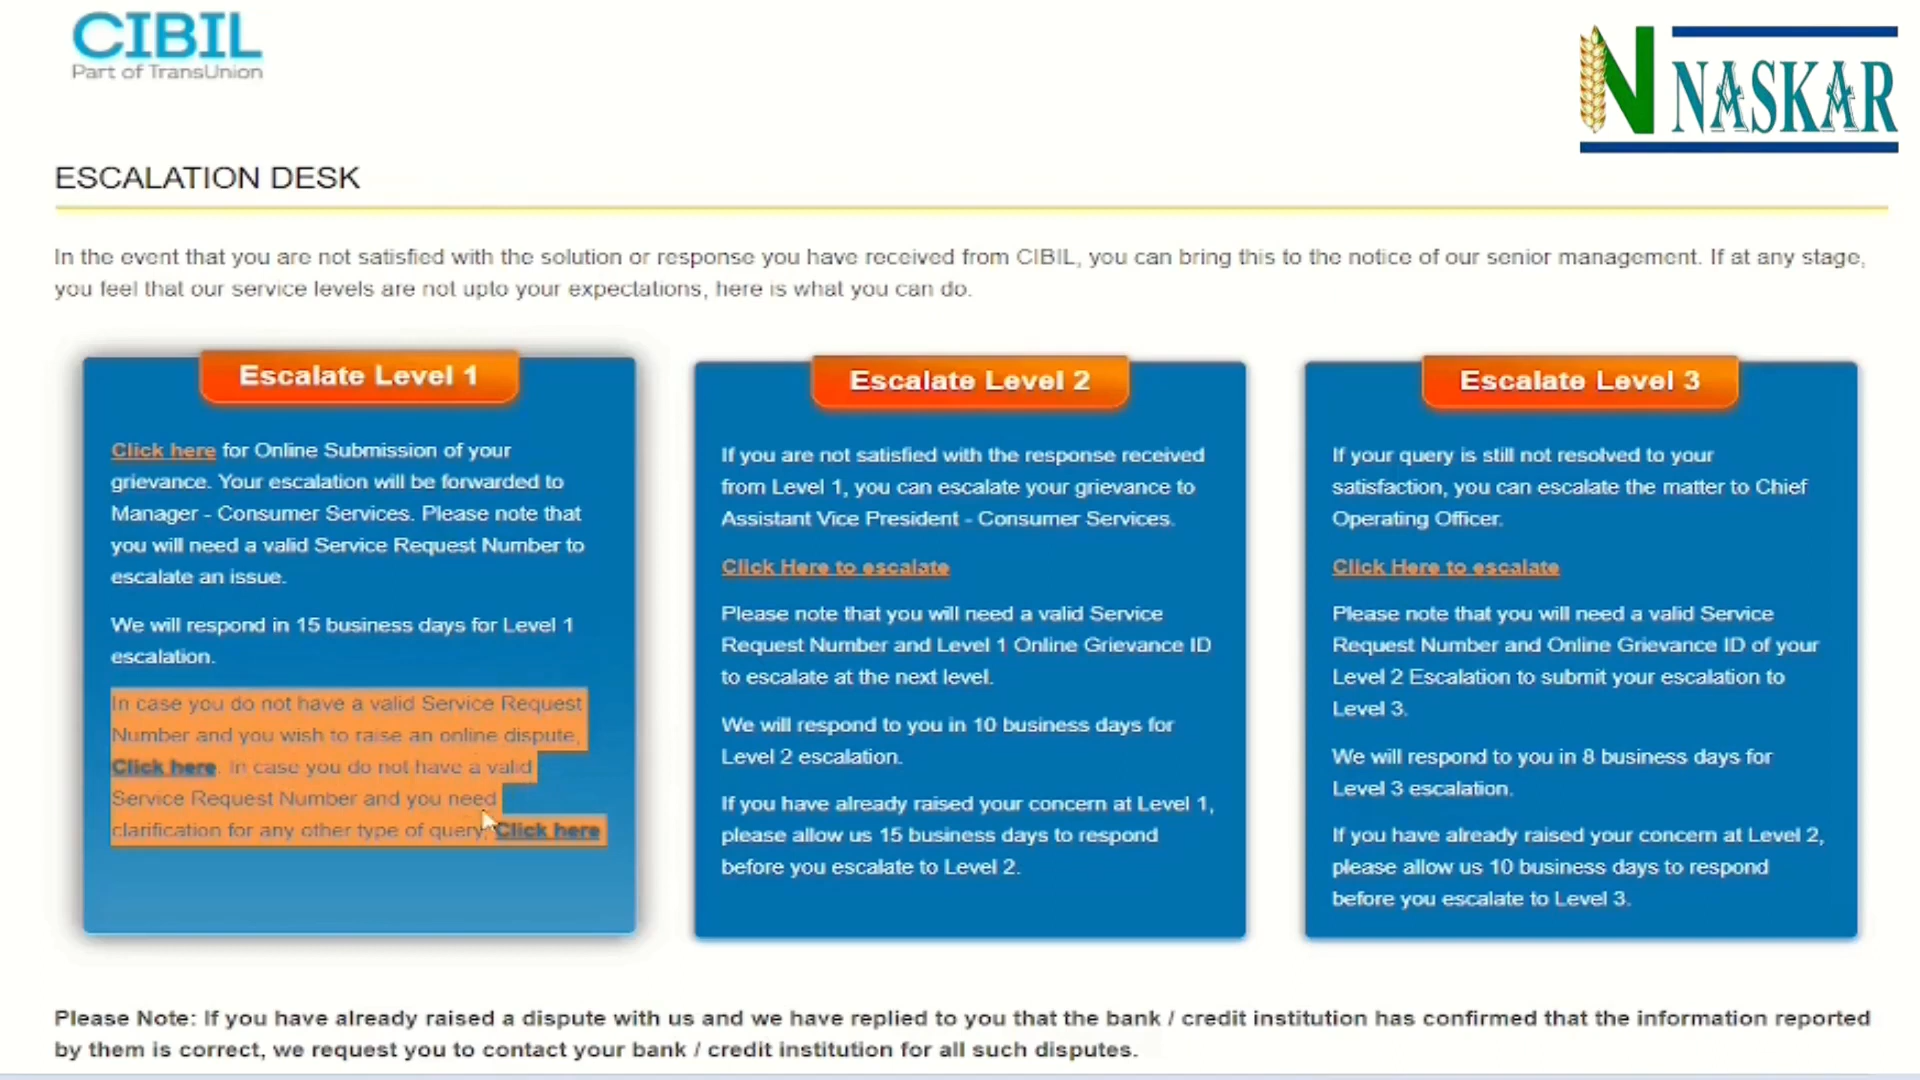 CIBIL
Part of TransUnion
N NASKAR
ESCALATION DESK
In the event that you are not satisfied with the solution or response you have received from CIBIL, you can bring this to the notice of our senior management. If at any stage,
you feel that our service levels are not upto your expectations, here is what you can do.
Escalate Level 1
Click here for Online Submission of your
grievance. Your escalation will be forwarded to
Manager - Consumer Services. Please note that
you will need a valid Service Request Number to
escalate an issue.
We will respond in 15 business days for Level 1
escalation.
In case you do not have a valid Service Request
Number and you wish to raise an online dispute,
Click here. In case you do not have a valid
Service Request Number and you need
clarification for any other type of query, Click here
Escalate Level 2
If you are not satisfied with the response received
from Level 1, you can escalate your grievance to
Assistant Vice President - Consumer Services.
Click Here to escalate
Please note that you will need a valid Service
Request Number and Level 1 Online Grievance ID
to escalate at the next level.
We will respond to you in 10 business days for
Level 2 escalation.
If you have already raised your concern at Level 1,
please allow us 15 business days to respond
before you escalate to Level 2.
Escalate Level 3
If your query is still not resolved to your
satisfaction, you can escalate the matter to Chief
Operating Officer.
Click Here to escalate
Please note that you will need a valid Service
Request Number and Online Grievance ID of your
Level 2 Escalation to submit your escalation to
Level 3.
We will respond to you in 8 business days for
Level 3 escalation.
If you have already raised your concern at Level 2,
please allow us 10 business days to respond
before you escalate to Level 3.
Please Note: If you have already raised a dispute with us and we have replied to you that the bank / credit institution has confirmed that the information reported
by them is correct, we request you to contact your bank / credit institution for all such disputes.